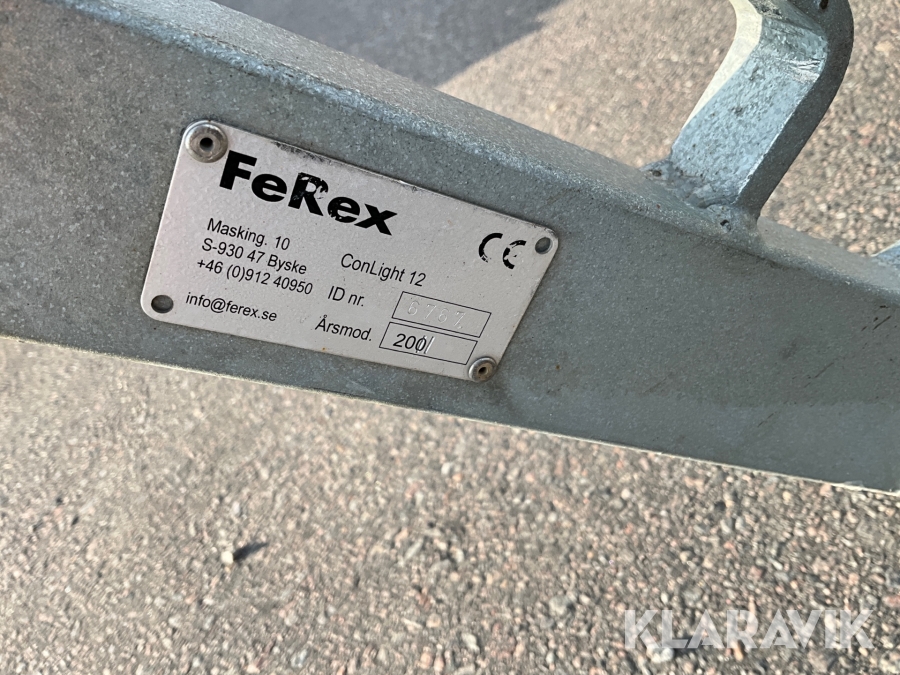 FeRex
Masking. 10
S-930 47 Byske
+46 (0)912 40950
info@ferex.se
CE
ConLight 12
ID nr. 6767
Årsmod.
KLARAVIK